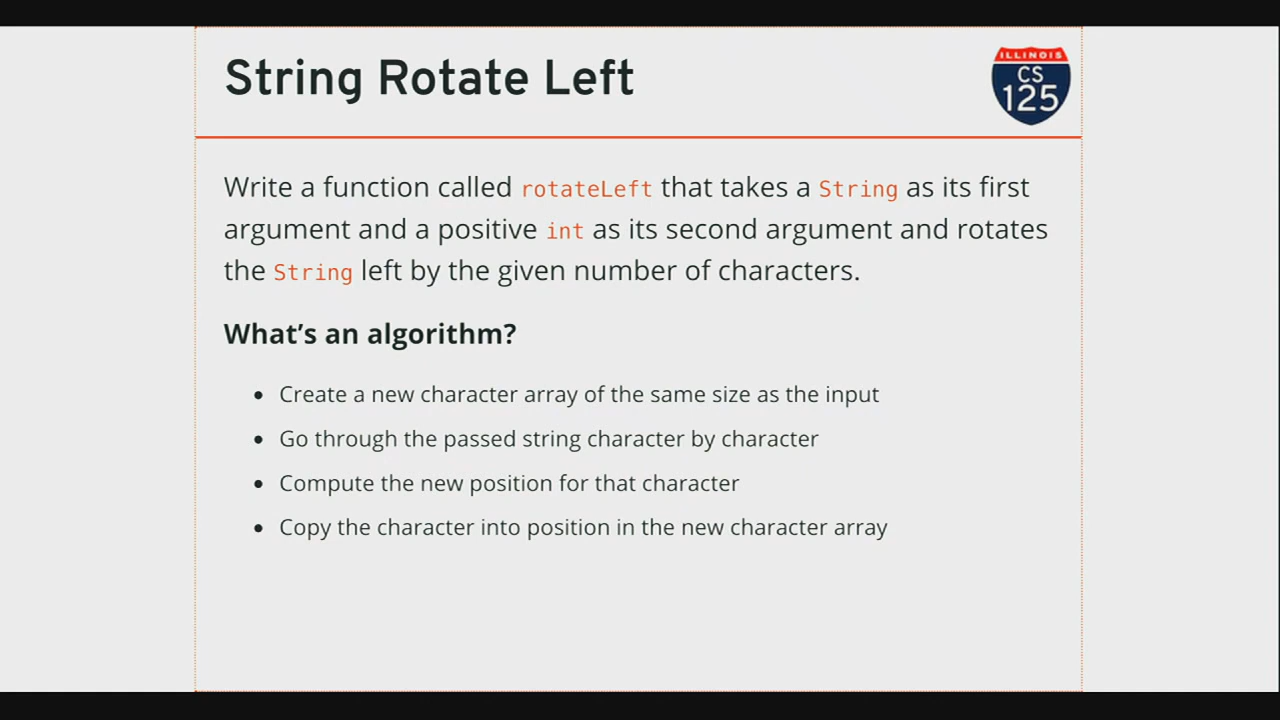 String Rotate Left
ILLINOIS
CS
125
Write a function called rotateLeft that takes a String as its first
argument and a positive int as its second argument and rotates
the String left by the given number of characters.
What's an algorithm?
• Create a new character array of the same size as the input
• Go through the passed string character by character
• Compute the new position for that character
• Copy the character into position in the new character array